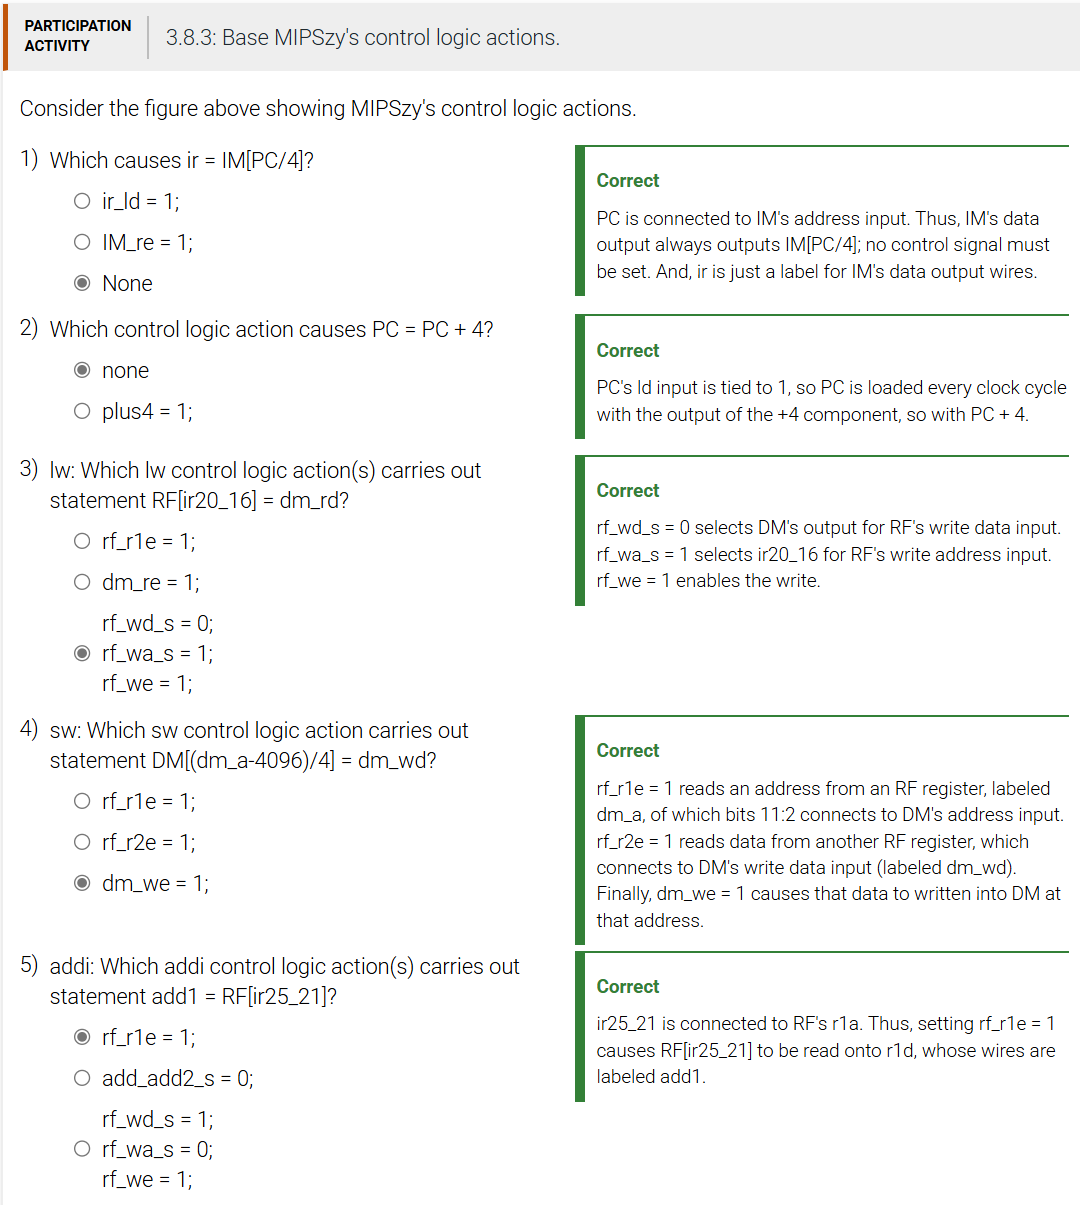 PARTICIPATION
ACTIVITY
3.8.3: Base MIPSzy's control logic actions.
Consider the figure above showing MIPSzy's control logic actions.
1) Which causes ir = IM[PC/4]?
ir_ld = 1;
IM_re = 1;
None
Correct
PC is connected to IM's address input. Thus, IM's data
output always outputs IM[PC/4]; no control signal must
be set. And, ir is just a label for IM's data output wires.
2) Which control logic action causes PC = PC + 4?
none
plus4 = 1;
Correct
PC's ld input is tied to 1, so PC is loaded every clock cycle
with the output of the +4 component, so with PC + 4.
3) lw: Which lw control logic action(s) carries out
statement RF[ir20_16] = dm_rd?
rf_r1e = 1;
dm_re = 1;
rf_wd_s = 0;
rf_wa_s = 1;
rf_we = 1;
Correct
rf_wd_s = 0 selects DM's output for RF's write data input.
rf_wa_s = 1 selects ir20_16 for RF's write address input.
rf_we = 1 enables the write.
4) sw: Which sw control logic action carries out
statement DM[(dm_a-4096)/4] = dm_wd?
rf_r1e = 1;
rf_r2e = 1;
dm_we = 1;
Correct
rf_r1e = 1 reads an address from an RF register, labeled
dm_a, of which bits 11:2 connects to DM's address input.
rf_r2e = 1 reads data from another RF register, which
connects to DM's write data input (labeled dm_wd).
Finally, dm_we = 1 causes that data to written into DM at
that address.
5) addi: Which addi control logic action(s) carries out
statement add1 = RF[ir25_21]?
rf_r1e = 1;
add_add2_s = 0;
rf_wd_s = 1;
rf_wa_s = 0;
rf_we = 1;
Correct
ir25_21 is connected to RF's r1a. Thus, setting rf_r1e = 1
causes RF[ir25_21] to be read onto r1d, whose wires are
labeled add1.